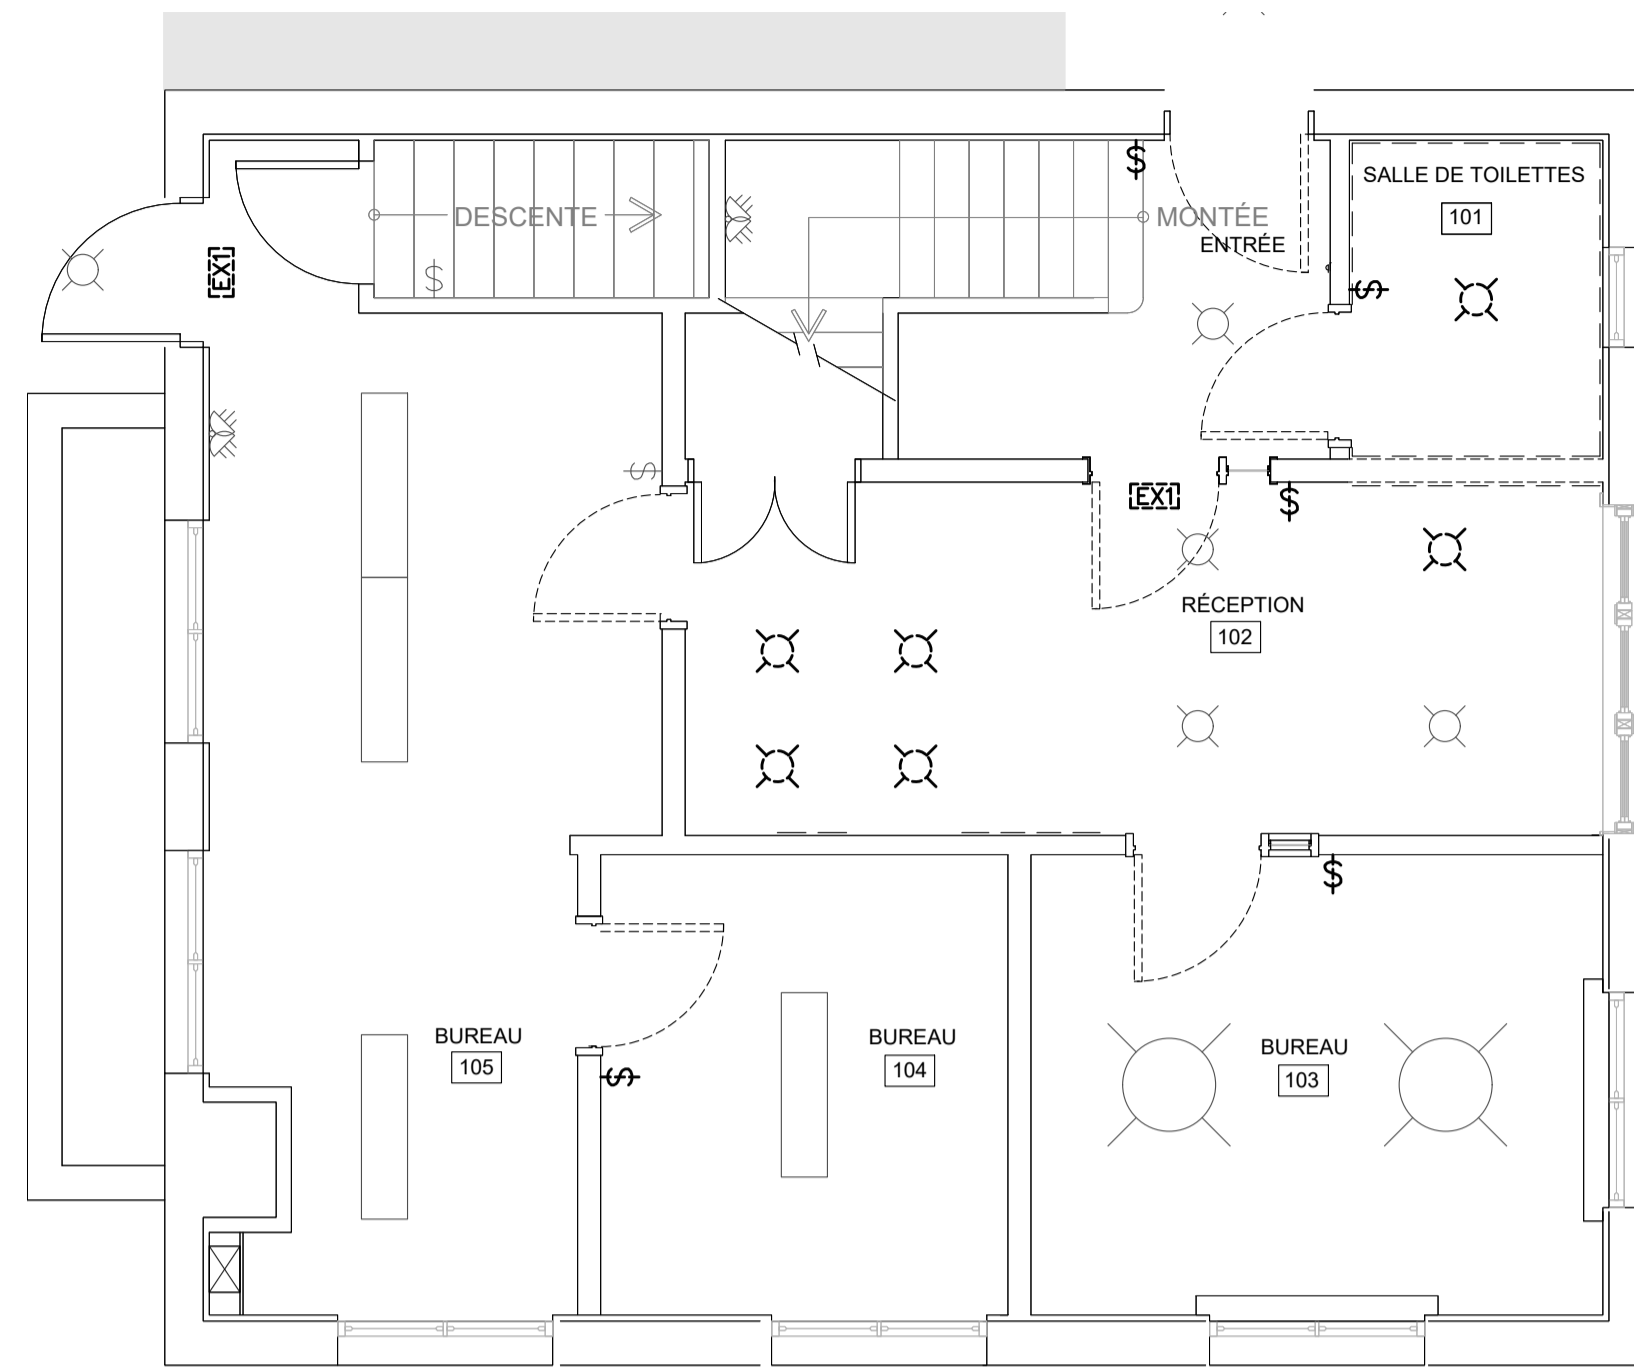 SALLE DE TOILETTES
101
$
DESCENTE
MONTÉE
ENTRÉE
EX1
$
$
$
EX1
$
RÉCEPTION
102
$
BUREAU
105
BUREAU
104
BUREAU
103
$